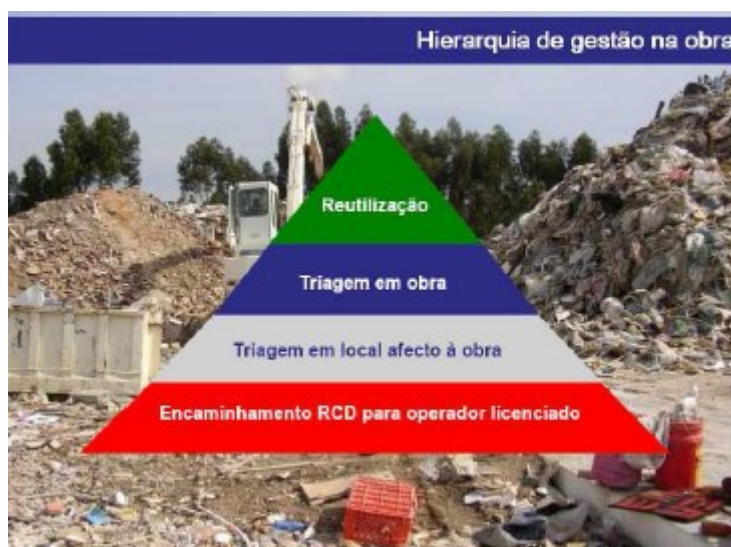 Hierarquia de gestão na obra
Reutilização
Triagem em obra
Triagem em local afecto à obra
Encaminhamento RCD para operador licenciado